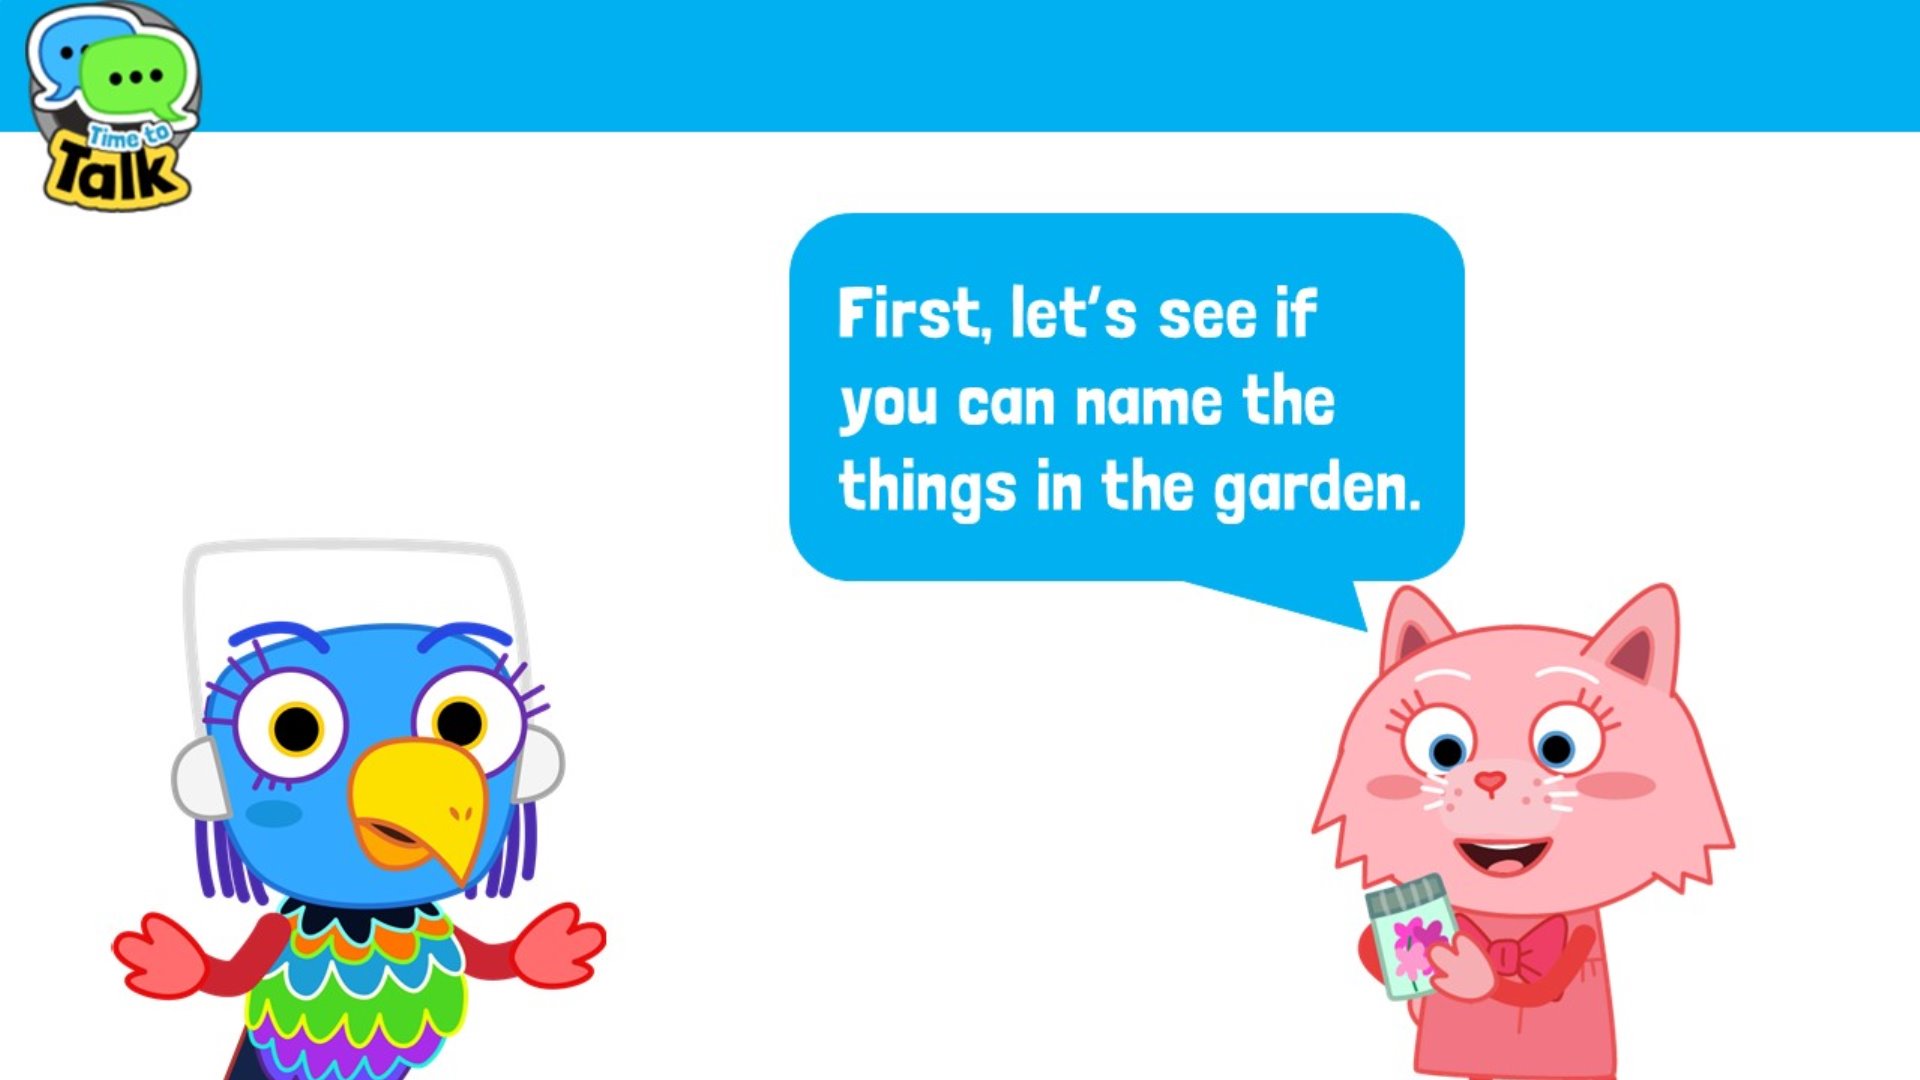 Time to
Talk
First, let's see if
you can name the
things in the garden.